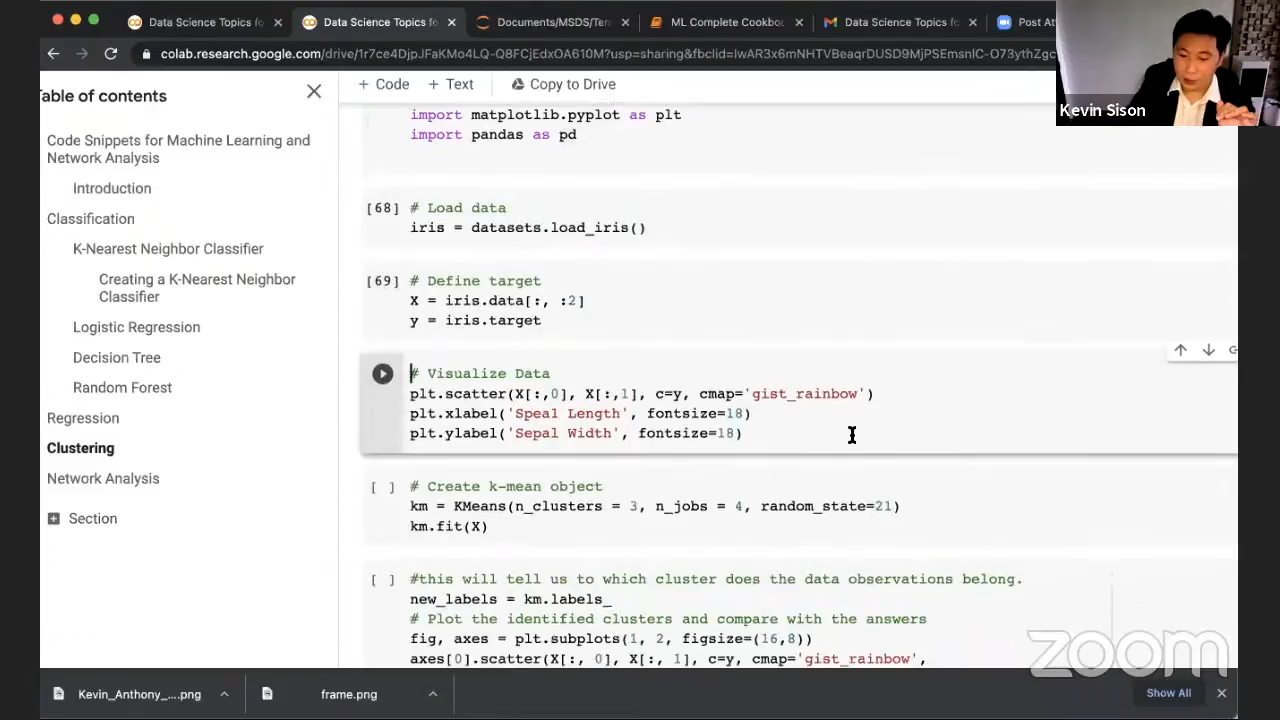 Data Science Topics fo
Data Science Topics fo
Documents/MSDS/Ter
ML Complete Cookbou
Data Science Topics fo
Post Att
colab.research.google.com/drive/1r7ce4DjpJFaKMo4LQ-Q8FCjEdxOA610M?usp=sharing&fbclid=IwAR3x6mNHTVBeaqrDUSD9MjPSEmsnlC-O73ythZgc
Kevin Sison
Table of contents
Code Snippets for Machine Learning and
Network Analysis
Introduction
Classification
K-Nearest Neighbor Classifier
Creating a K-Nearest Neighbor
Classifier
Logistic Regression
Decision Tree
Random Forest
Regression
Clustering
Network Analysis
Section
+ Code + Text Copy to Drive
import matplotlib.pyplot as plt
import pandas as pd
[68] # Load data
iris = datasets.load_iris()
[69] # Define target
X = iris.data[:, :2]
y = iris.target
# Visualize Data
plt.scatter(X[:,0], X[:,1], c=y, cmap='gist_rainbow')
plt.xlabel('Speal Length', fontsize=18)
plt.ylabel('Sepal Width', fontsize=18)
[ ] # Create k-mean object
km = KMeans(n_clusters = 3, n_jobs = 4, random_state=21)
km.fit(X)
[ ] #this will tell us to which cluster does the data observations belong.
new_labels = km.labels_
# Plot the identified clusters and compare with the answers
fig, axes = plt.subplots(1, 2, figsize=(16,8))
axes[0].scatter(X[:, 0], X[:, 1], c=y, cmap='gist_rainbow',
zoom
Kevin_Anthony_....png
frame.png
Show All